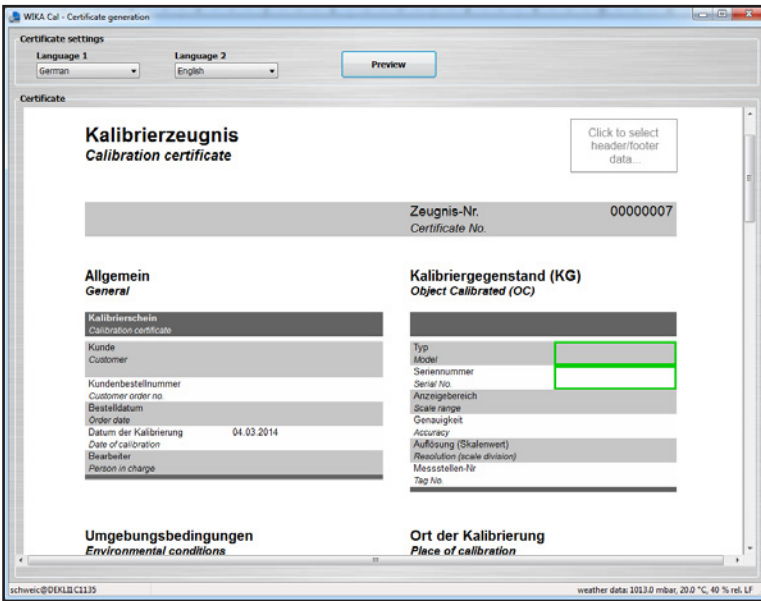 WIKA Cal - Certificate generation
Certificate settings
Language 1
Language 2
German
English
Preview
Certificate
Kalibrierzeugnis
Calibration certificate
Click to select
header/footer
data...
Zeugnis-Nr. 00000007
Certificate No.
Allgemein
General
Kalibrierschein
Calibration certificate
Kunde
Customer
Kundenbestellnummer
Customer order no.
Bestelldatum
Order date
Datum der Kalibrierung 04.03.2014
Date of calibration
Bearbeiter
Person in charge
Kalibriergegenstand (KG)
Object Calibrated (OC)
Typ
Model
Seriennummer
Serial No.
Anzeigebereich
Scale range
Genauigkeit
Accuracy
Auflösung (Skalenwert)
Resolution (scale division)
Messstellen-Nr
Tag No.
Umgebungsbedingungen
Environmental conditions
Ort der Kalibrierung
Place of calibration
weather data: 1013.0 mbar, 20.0 °C, 40 % rel. LF